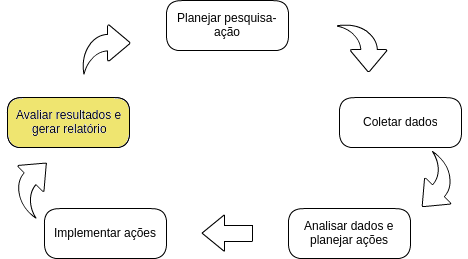 Planejar pesquisa-
ação
Coletar dados
Analisar dados e
planejar ações
Implementar ações
Avaliar resultados e
gerar relatório